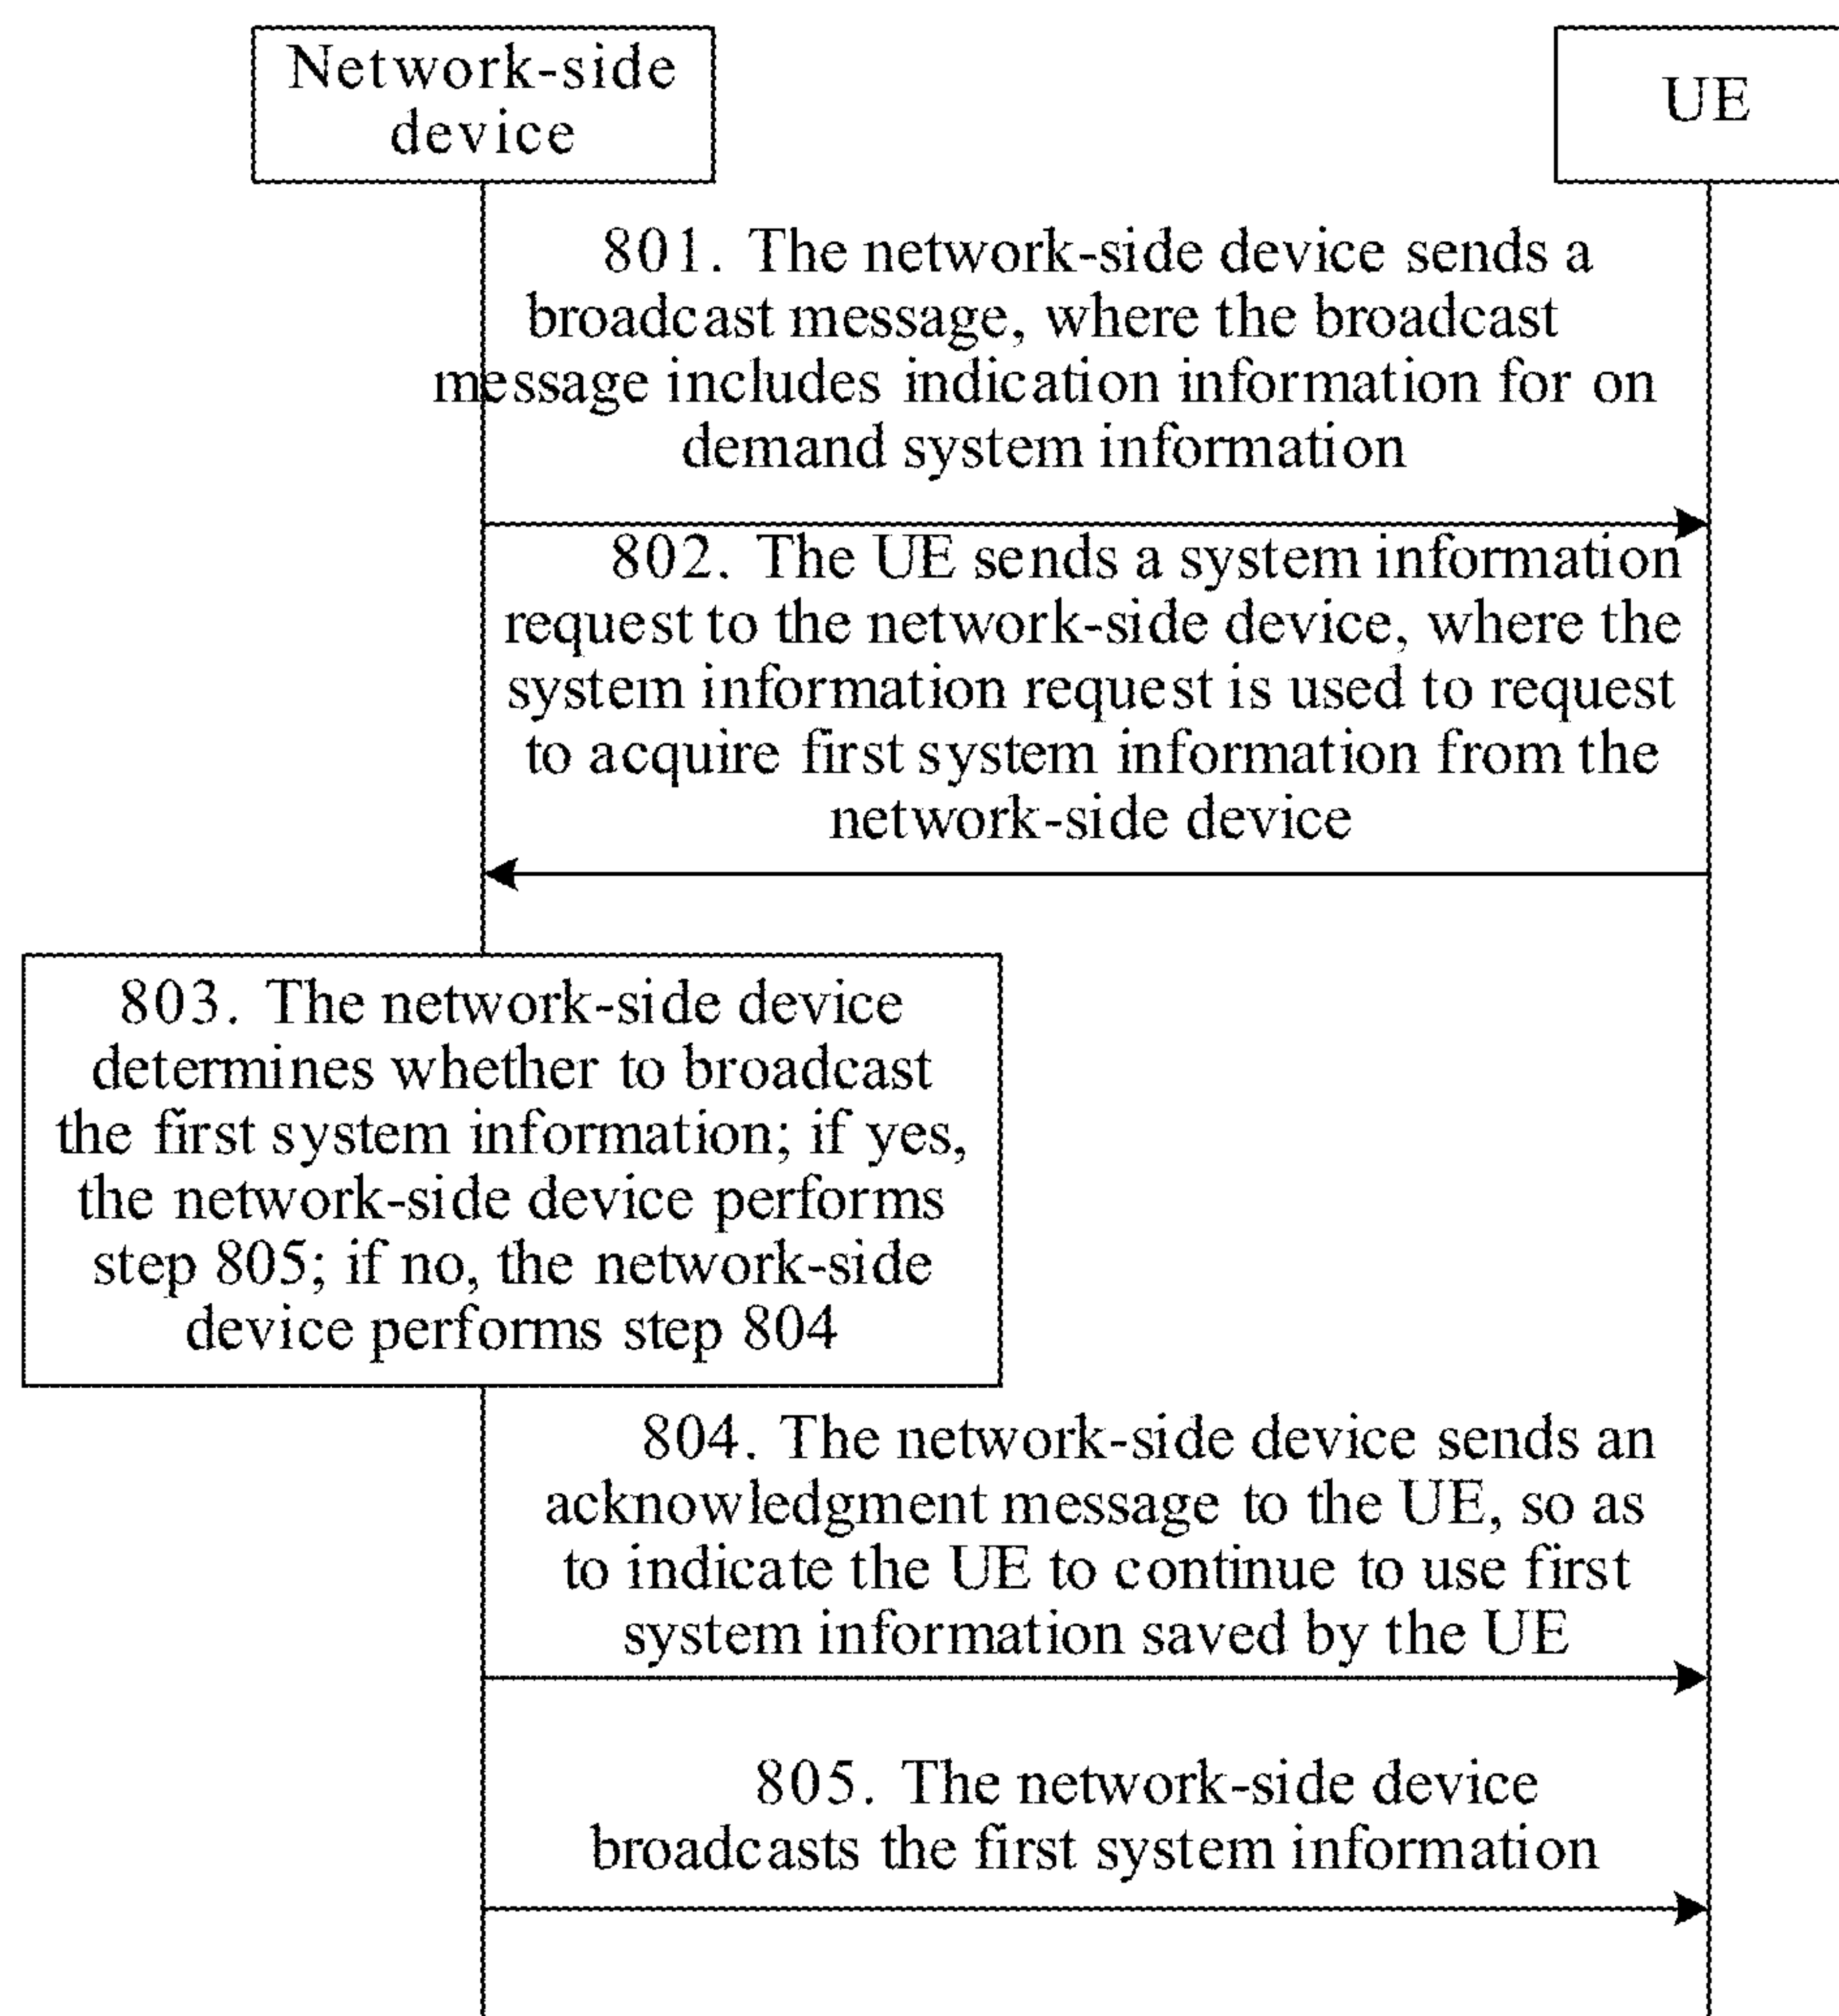 Network-side
device
UE
801. The network-side device sends a
broadcast message, where the broadcast
message includes indication information for on
demand system information
802. The UE sends a system information
request to the network-side device, where the
system information request is used to request
to acquire first system information from the
network-side device
803. The network-side device
determines whether to broadcast
the first system information; if yes,
the network-side device performs
step 805; if no, the network-side
device performs step 804
804. The network-side device sends an
acknowledgment message to the UE, so as
to indicate the UE to continue to use first
system information saved by the UE
805. The network-side device
broadcasts the first system information